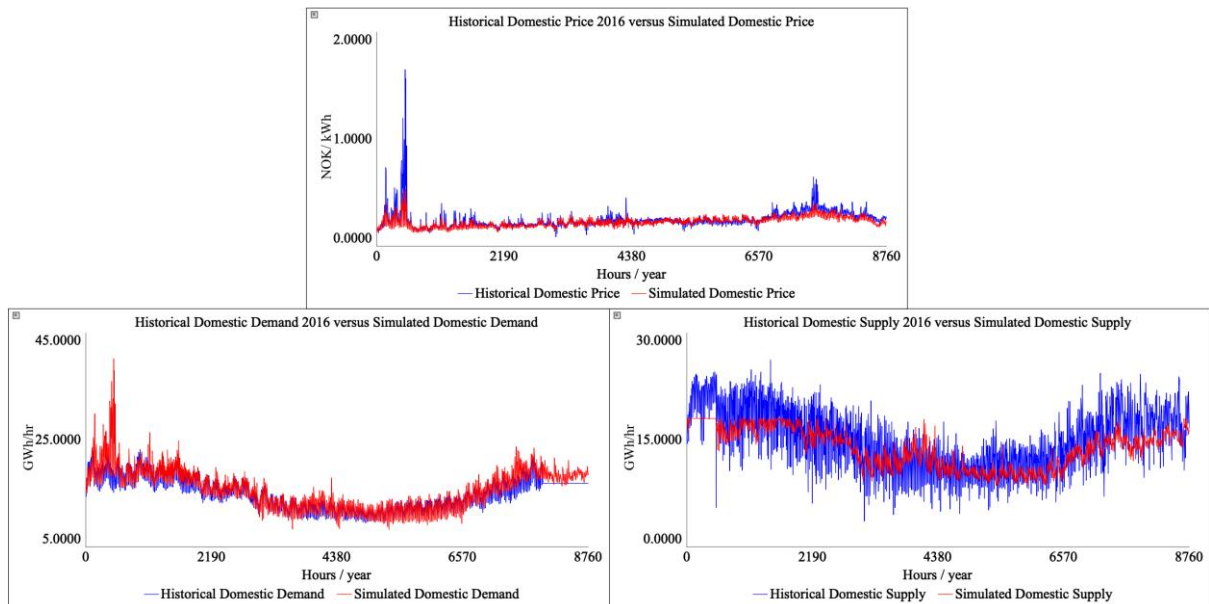 Historical Domestic Price 2016 versus Simulated Domestic Price
2.0000
1.0000
0.0000
NOK/ kWh
0 2190 4380 6570 8760
Hours / year
Historical Domestic Price Simulated Domestic Price
Historical Domestic Demand 2016 versus Simulated Domestic Demand
45.0000
25.0000
5.0000
GWh/hr
0 2190 4380 6570 8760
Hours / year
Historical Domestic Demand Simulated Domestic Demand
Historical Domestic Supply 2016 versus Simulated Domestic Supply
30.0000
15.0000
0.0000
GWh/hr
0 2190 4380 6570 8760
Hours / year
Historical Domestic Supply Simulated Domestic Supply